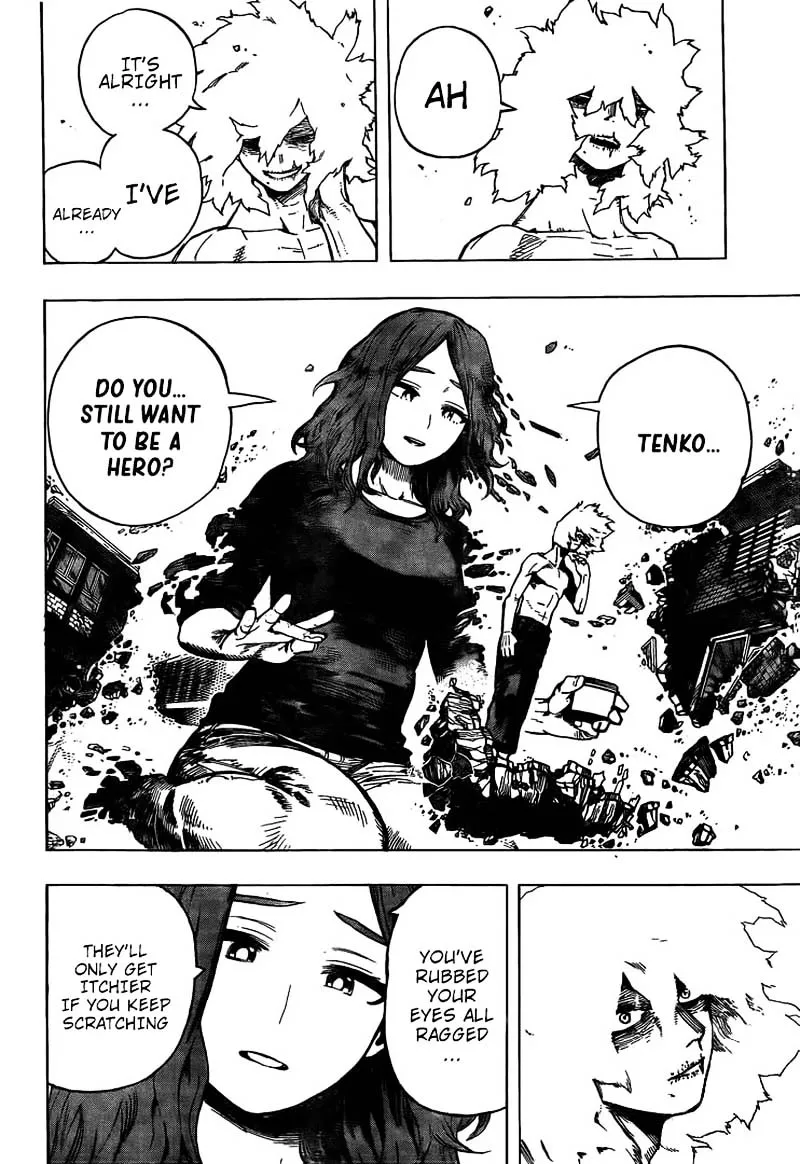 AH
IT'S
ALRIGHT
...
I'VE
ALREADY
...
TENKO...
DO YOU...
STILL WANT
TO BE A
HERO?
YOU'VE
RUBBED
YOUR
EYES ALL
RAGGED
...
THEY'LL
ONLY GET
ITCHIER
IF YOU KEEP
SCRATCHING